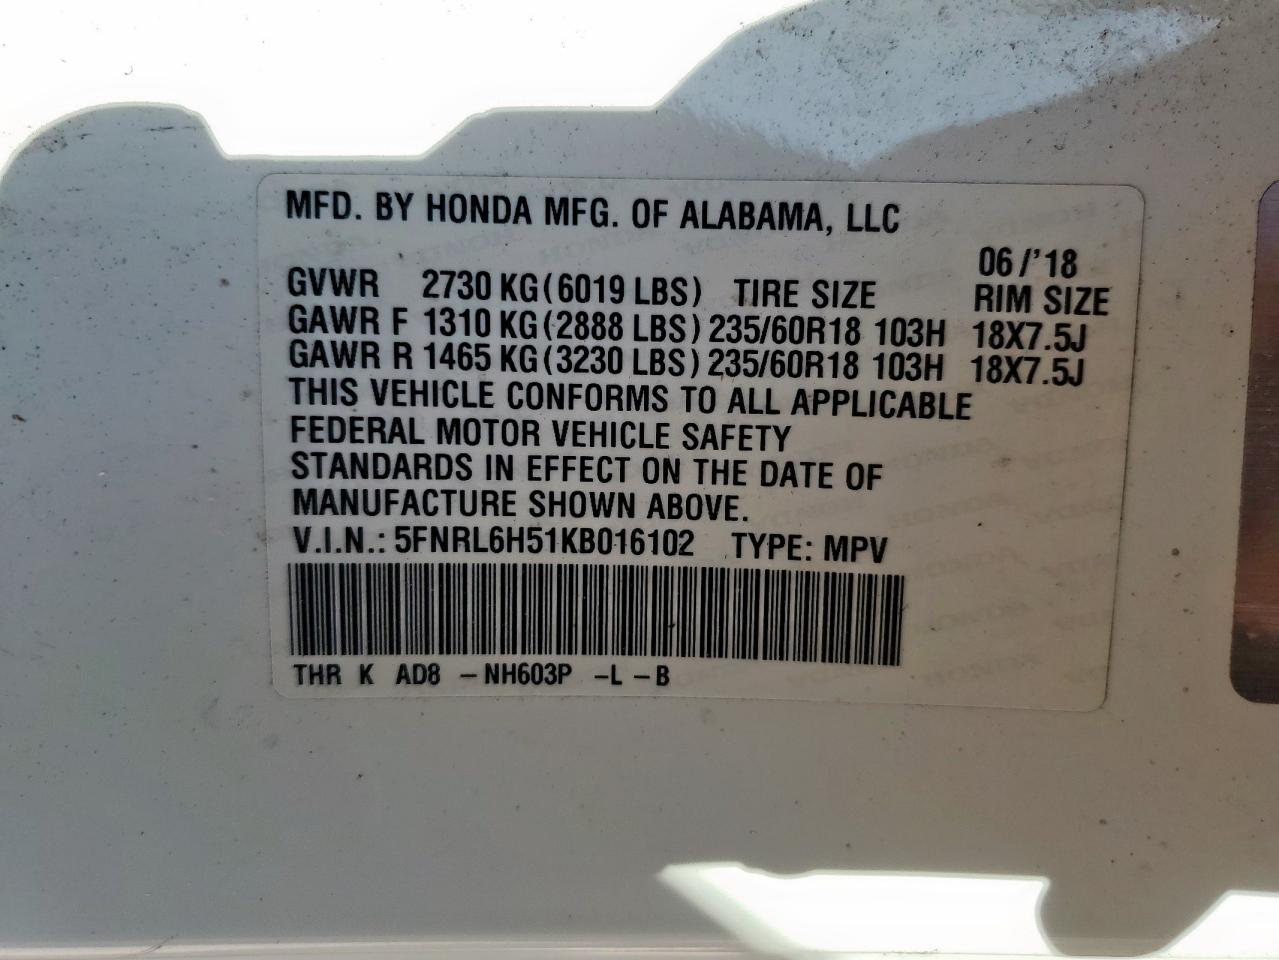 MFD. BY HONDA MFG. OF ALABAMA, LLC
06/'18
GVWR 2730 KG(6019 LBS) TIRE SIZE RIM SIZE
GAWR F 1310 KG(2888 LBS) 235/60R18 103H 18X7.5J
GAWR R 1465 KG(3230 LBS) 235/60R18 103H 18X7.5J
THIS VEHICLE CONFORMS TO ALL APPLICABLE
FEDERAL MOTOR VEHICLE SAFETY
STANDARDS IN EFFECT ON THE DATE OF
MANUFACTURE SHOWN ABOVE.
V.I.N.: 5FNRL6H51KB016102 TYPE: MPV
THR K AD8 -NH603P -L -B